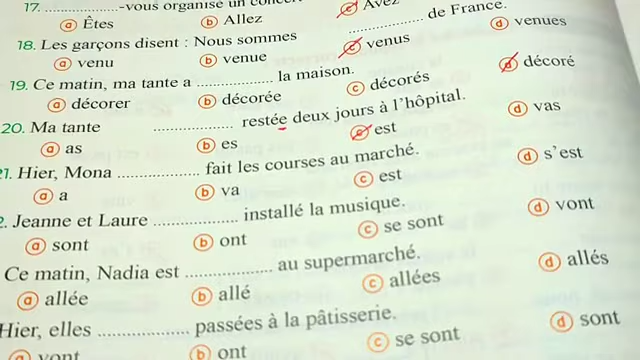 17. ....................-vous organisé un
ⓐ Êtes ⓑ Allez ⓒ Avez
18. Les garçons disent : Nous sommes .................... de France.
ⓐ venu ⓑ venue ⓒ venus ⓓ venues
19. Ce matin, ma tante a .................... la maison.
ⓐ décorer ⓑ décorée ⓒ décorés ⓓ décoré
20. Ma tante .................... restée deux jours à l'hôpital.
ⓐ as ⓑ es ⓒ est ⓓ vas
1. Hier, Mona .................... fait les courses au marché.
ⓐ a ⓑ va ⓒ est ⓓ s'est
2. Jeanne et Laure .................... installé la musique.
ⓐ sont ⓑ ont ⓒ se sont ⓓ vont
Ce matin, Nadia est .................... au supermarché.
ⓐ allée ⓑ allé ⓒ allées ⓓ allés
Hier, elles .................... passées à la pâtisserie.
ⓐ vont ⓑ ont ⓒ se sont ⓓ sont